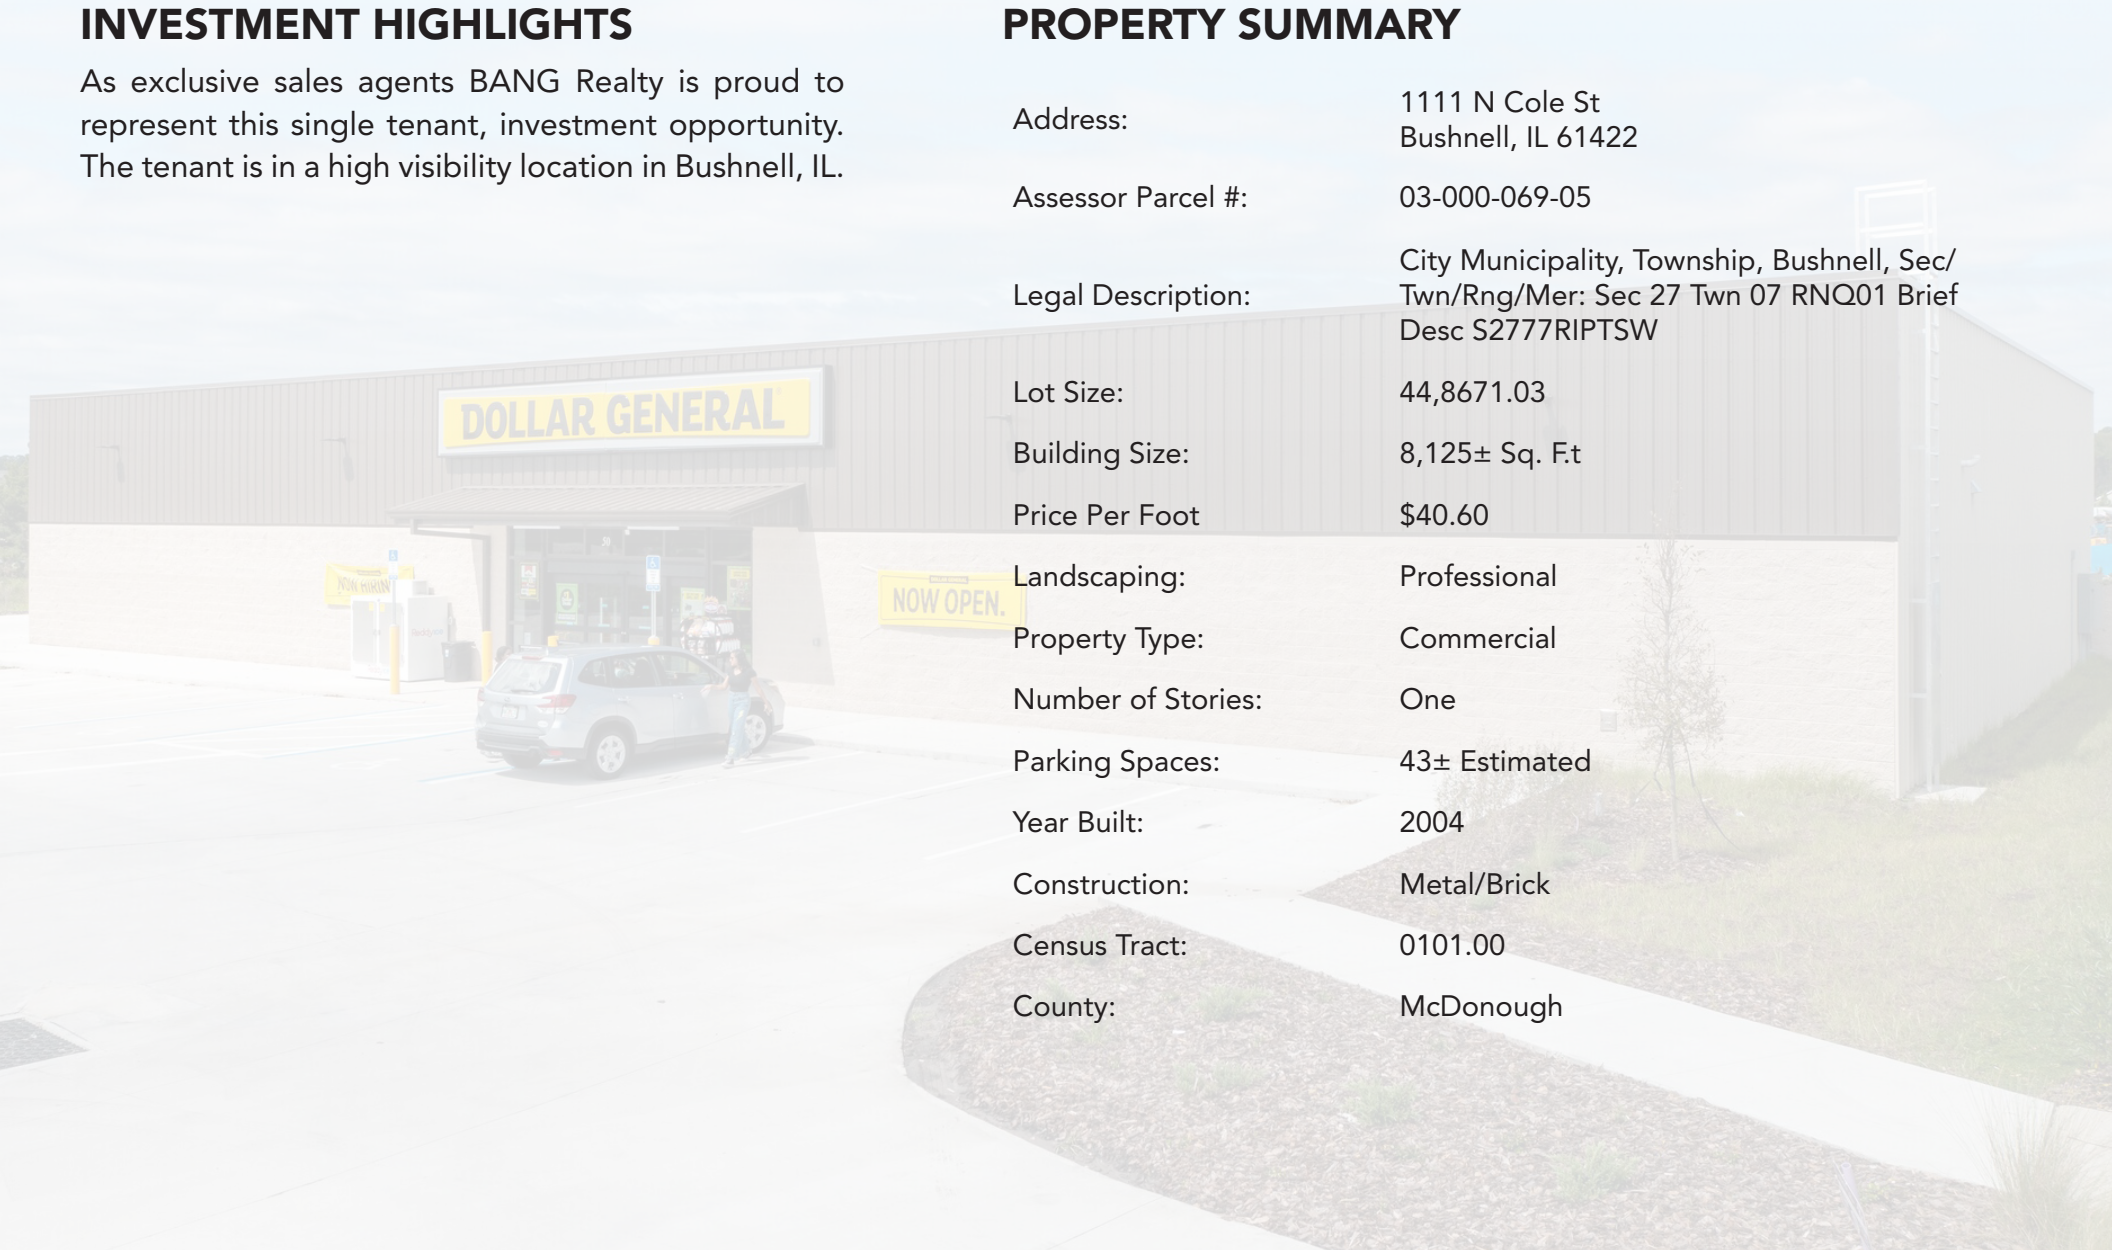 INVESTMENT HIGHLIGHTS
As exclusive sales agents BANG Realty is proud to
represent this single tenant, investment opportunity.
The tenant is in a high visibility location in Bushnell, IL.
PROPERTY SUMMARY
Address:
1111 N Cole St
Bushnell, IL 61422
Assessor Parcel #:
03-000-069-05
Legal Description:
City Municipality, Township, Bushnell, Sec/
Twn/Rng/Mer: Sec 27 Twn 07 RNQ01 Brief
Desc S2777RIPTSW
Lot Size:
44,8671.03
Building Size:
8,125± Sq. F.t
Price Per Foot
$40.60
Landscaping:
Professional
Property Type:
Commercial
Number of Stories:
One
Parking Spaces:
43± Estimated
Year Built:
2004
Construction:
Metal/Brick
Census Tract:
0101.00
County:
McDonough
DOLLAR GENERAL
NOW HIRIN
NOW OPEN.